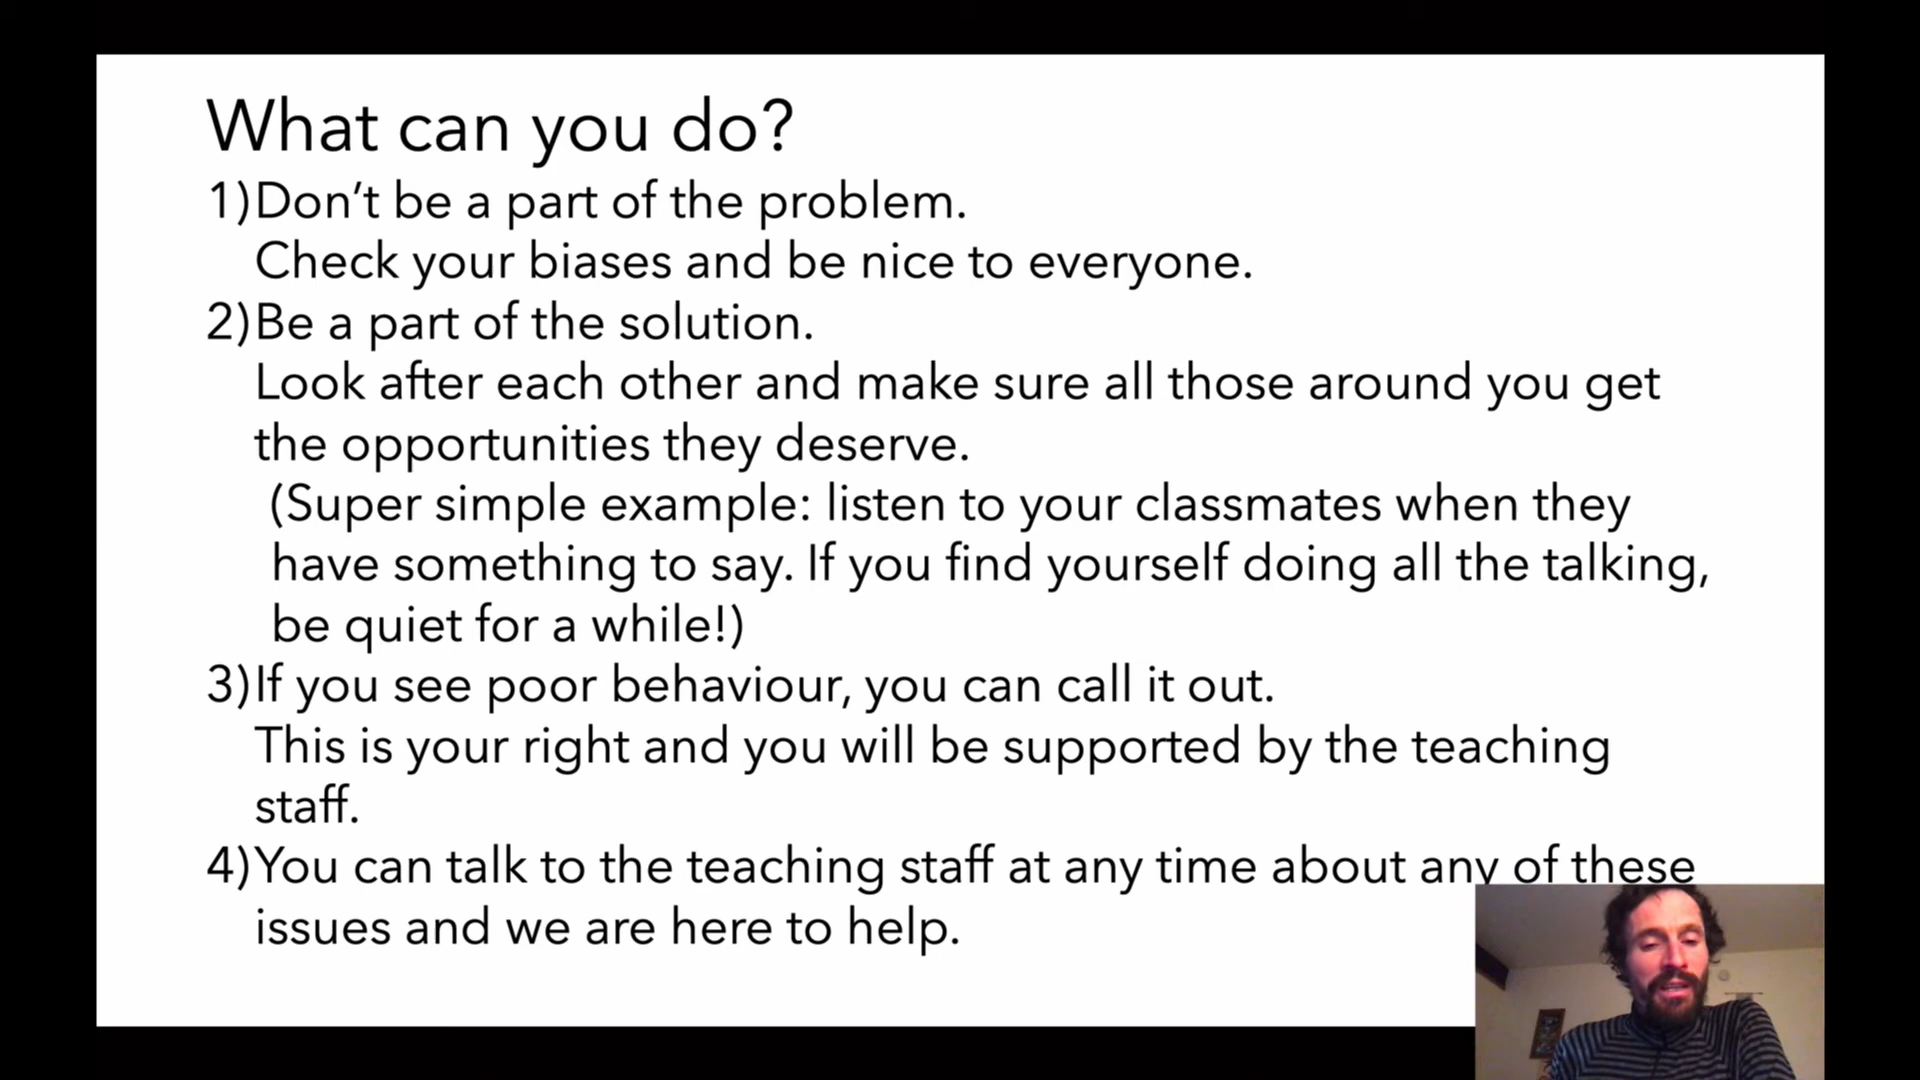 What can you do?
1)Don't be a part of the problem.
Check your biases and be nice to everyone.
2)Be a part of the solution.
Look after each other and make sure all those around you get
the opportunities they deserve.
(Super simple example: listen to your classmates when they
have something to say. If you find yourself doing all the talking,
be quiet for a while!)
3)If you see poor behaviour, you can call it out.
This is your right and you will be supported by the teaching
staff.
4)You can talk to the teaching staff at any time about any of these
issues and we are here to help.